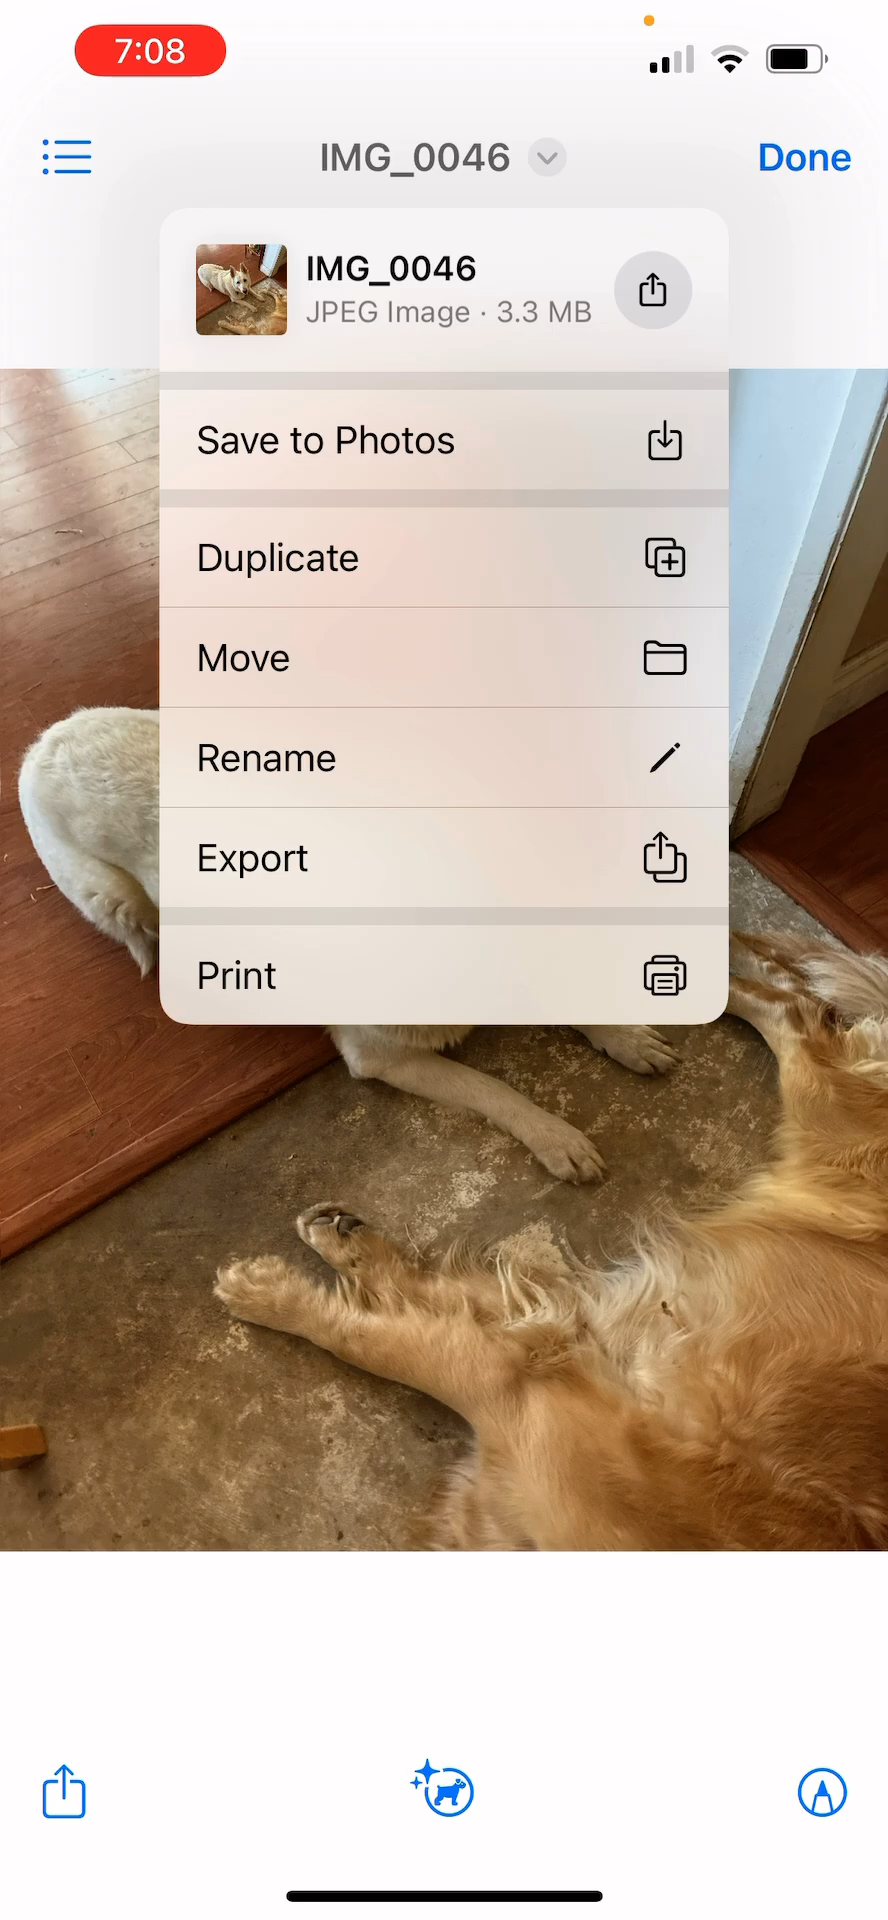 7:08
IMG_0046
Done
IMG_0046
JPEG Image · 3.3 MB
Save to Photos
Duplicate
Move
Rename
Export
Print